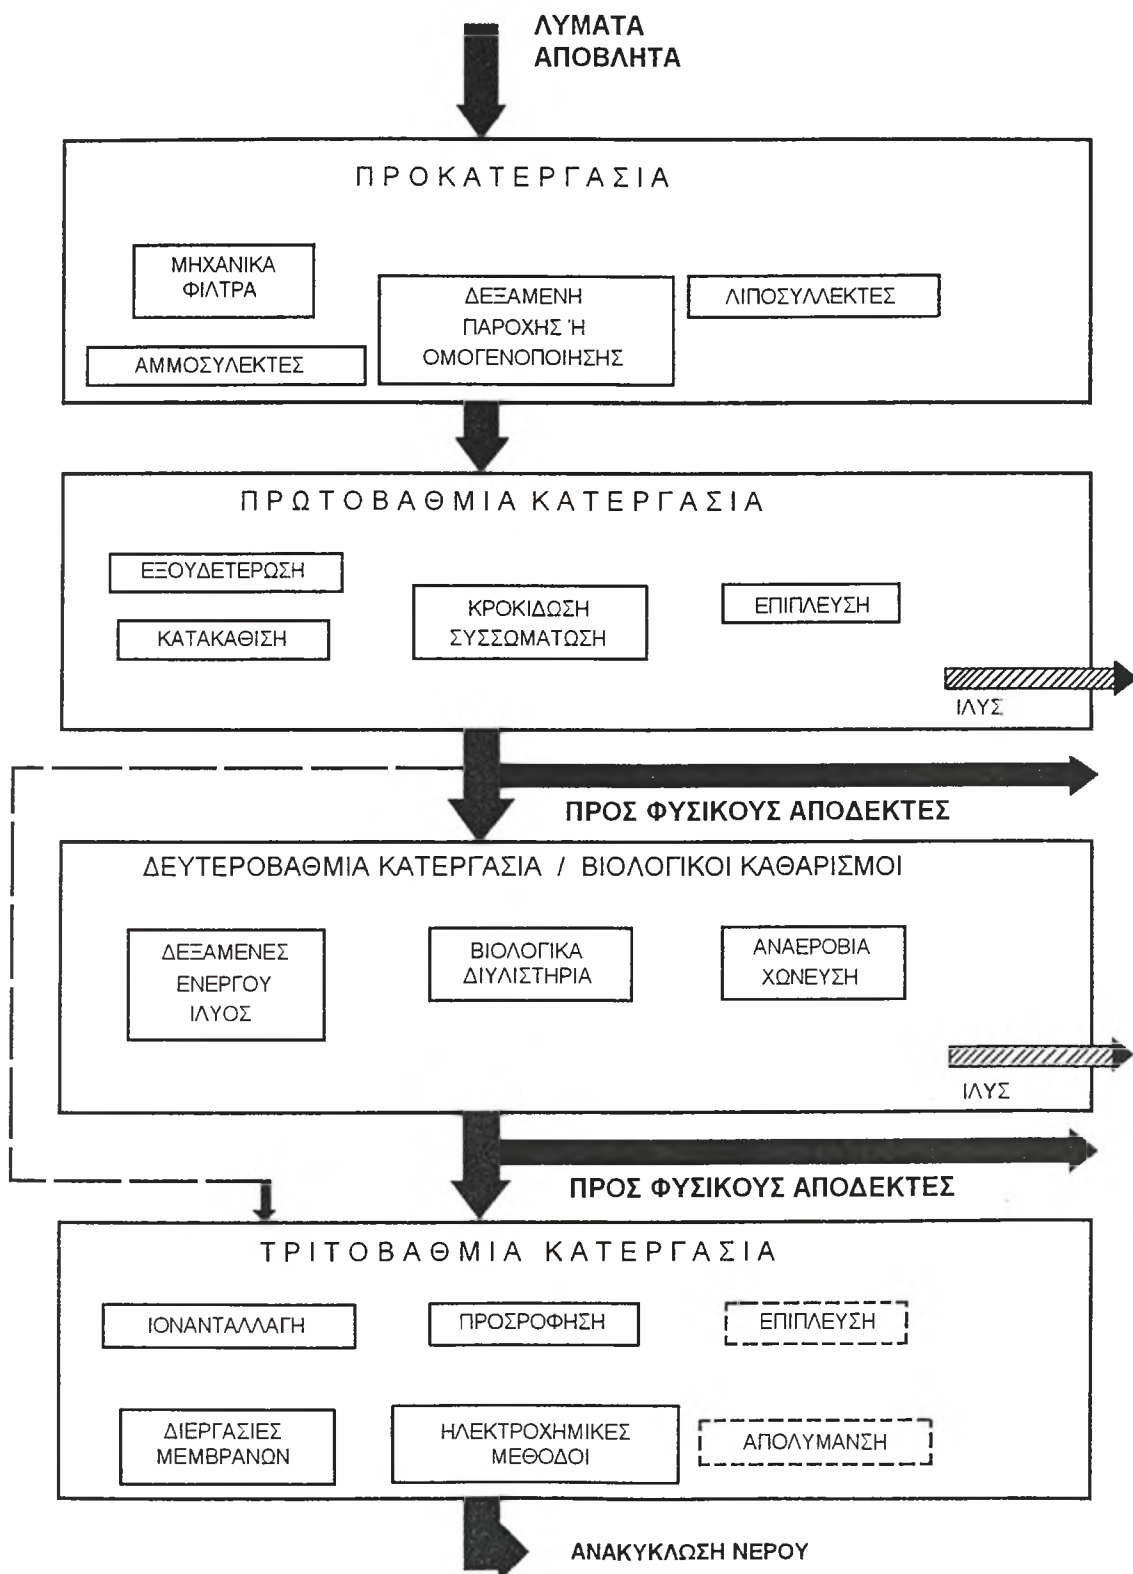 ΛΥΜΑΤΑ
ΑΠΟΒΛΗΤΑ
ΠΡΟΚΑΤΕΡΓΑΣΙΑ
ΜΗΧΑΝΙΚΑ
ΦΙΛΤΡΑ
ΑΜΜΟΣΥΛΕΚΤΕΣ
ΔΕΞΑΜΕΝΗ
ΠΑΡΟΧΗΣ Ή
ΟΜΟΓΕΝΟΠΟΙΗΣΗΣ
ΛΙΠΟΣΥΛΛΕΚΤΕΣ
ΠΡΩΤΟΒΑΘΜΙΑ ΚΑΤΕΡΓΑΣΙΑ
ΕΞΟΥΔΕΤΕΡΩΣΗ
ΚΑΤΑΚΑΘΙΣΗ
ΚΡΟΚΙΔΩΣΗ
ΣΥΣΣΩΜΑΤΩΣΗ
ΕΠΙΠΛΕΥΣΗ
ΙΛΥΣ
ΠΡΟΣ ΦΥΣΙΚΟΥΣ ΑΠΟΔΕΚΤΕΣ
ΔΕΥΤΕΡΟΒΑΘΜΙΑ ΚΑΤΕΡΓΑΣΙΑ / ΒΙΟΛΟΓΙΚΟΙ ΚΑΘΑΡΙΣΜΟΙ
ΔΕΞΑΜΕΝΕΣ
ΕΝΕΡΓΟΥ
ΙΛΥΟΣ
ΒΙΟΛΟΓΙΚΑ
ΔΙΥΛΙΣΤΗΡΙΑ
ΑΝΑΕΡΟΒΙΑ
ΧΩΝΕΥΣΗ
ΙΛΥΣ
ΠΡΟΣ ΦΥΣΙΚΟΥΣ ΑΠΟΔΕΚΤΕΣ
ΤΡΙΤΟΒΑΘΜΙΑ ΚΑΤΕΡΓΑΣΙΑ
ΙΟΝΑΝΤΑΛΛΑΓΗ
ΠΡΟΣΡΟΦΗΣΗ
ΕΠΙΠΛΕΥΣΗ
ΔΙΕΡΓΑΣΙΕΣ
ΜΕΜΒΡΑΝΩΝ
ΗΛΕΚΤΡΟΧΗΜΙΚΕΣ
ΜΕΘΟΔΟΙ
ΑΠΟΛΥΜΑΝΣΗ
ΑΝΑΚΥΚΛΩΣΗ ΝΕΡΟΥ